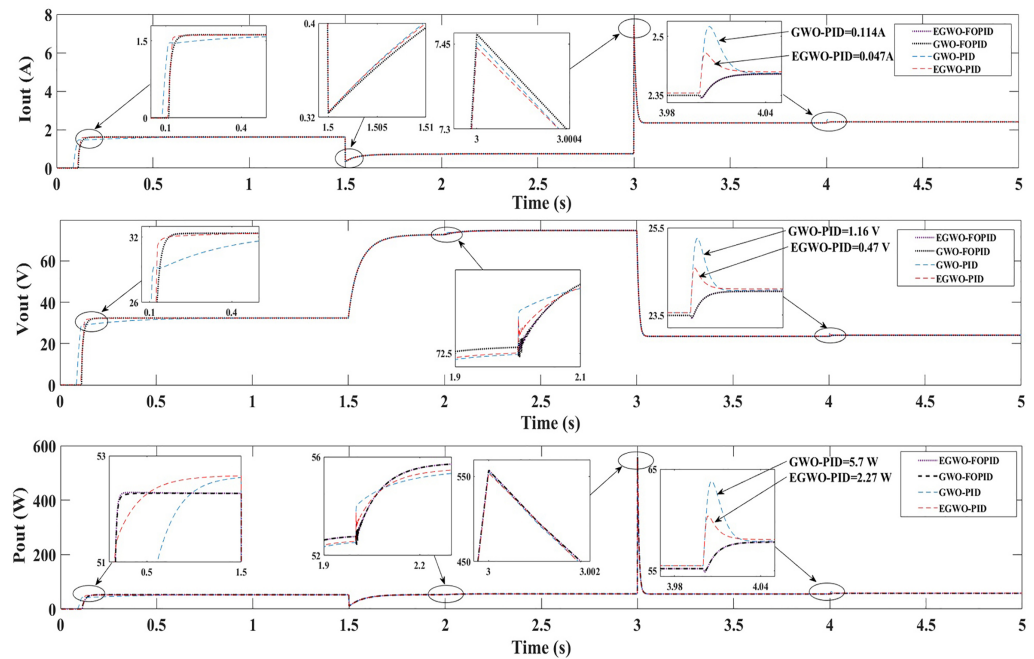 Iout (A)
8
6
4
2
0
1.5
0
0.1
0.4
0.4
0.32
1.5
1.505
1.51
7.45
7.3
3
3.0004
2.5
2.35
3.98
4.04
GWO-PID=0.114A
EGWO-PID=0.047A
EGWO-FOPID
GWO-FOPID
GWO-PID
EGWO-PID
0 0.5 1 1.5 2 2.5 3 3.5 4 4.5 5
Time (s)
Vout (V)
60
40
20
0
32
26
0.1
0.4
72.5
1.9
2.1
25.5
23.5
GWO-PID=1.16 V
EGWO-PID=0.47 V
EGWO-FOPID
GWO-FOPID
GWO-PID
EGWO-PID
0 0.5 1 1.5 2 2.5 3 3.5 4 4.5 5
Time (s)
Pout (W)
600
400
200
0
53
51
0.5
1.5
56
52
1.9
2.2
550
450
3
3.002
65
55
3.98
4.04
GWO-PID=5.7 W
EGWO-PID=2.27 W
EGWO-FOPID
GWO-FOPID
GWO-PID
EGWO-PID
0 0.5 1 1.5 2 2.5 3 3.5 4 4.5 5
Time (s)